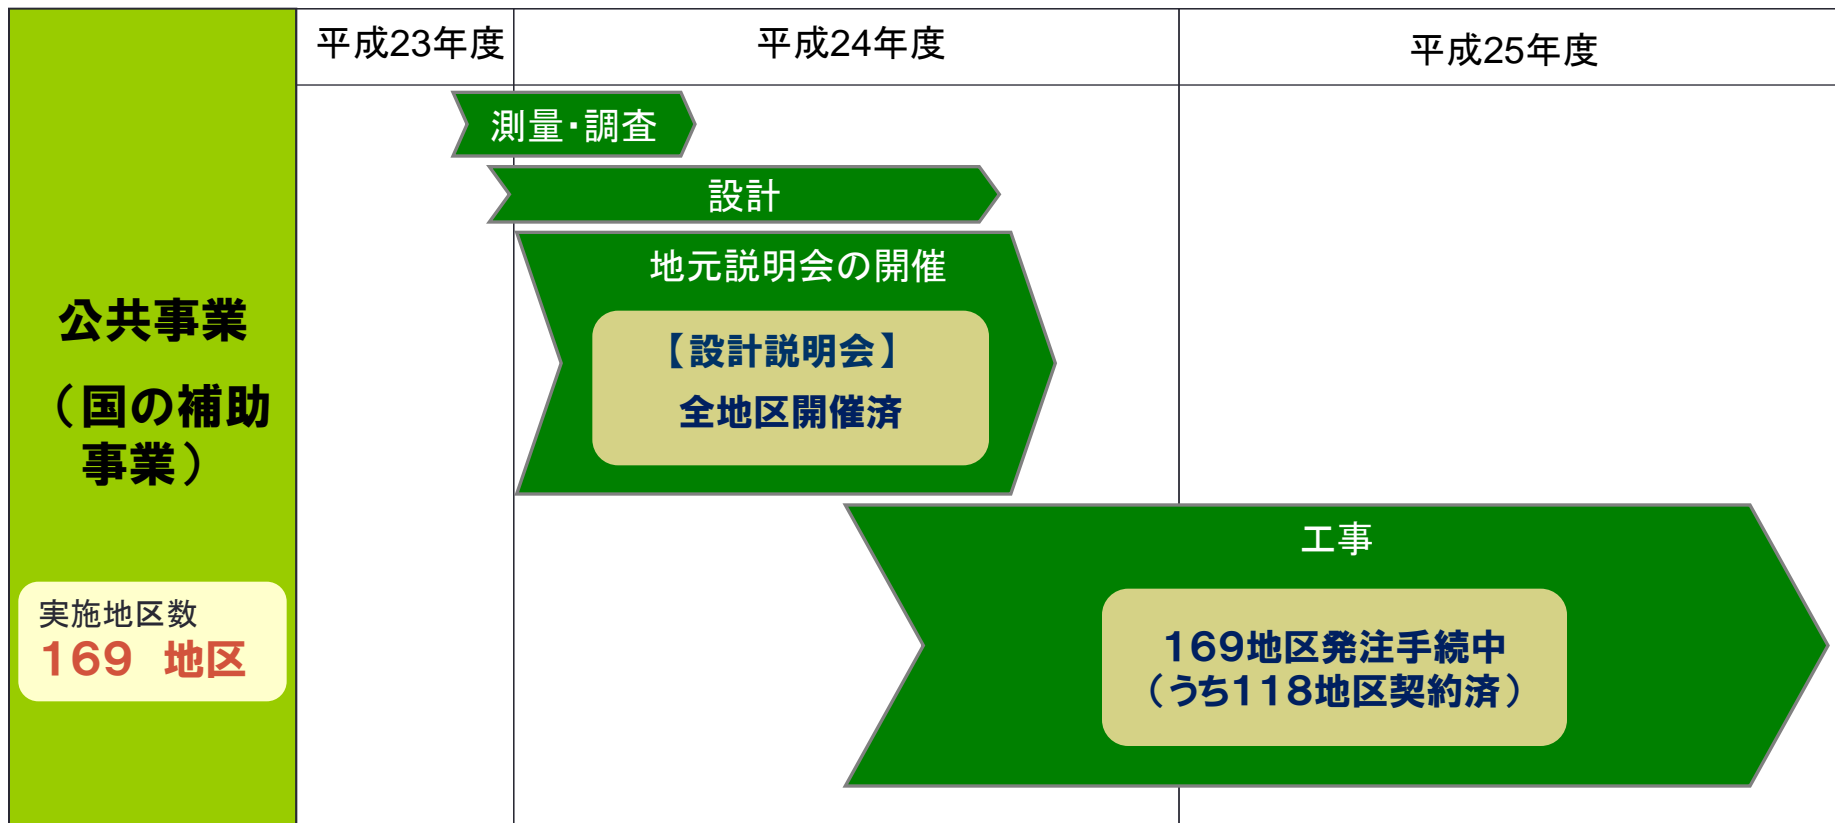 平成23年度
平成24年度
平成25年度
公共事業
（国の補助
事業）
実施地区数
169 地区
測量・調査
設計
地元説明会の開催
【設計説明会】
全地区開催済
工事
169地区発注手続中
（うち118地区契約済）